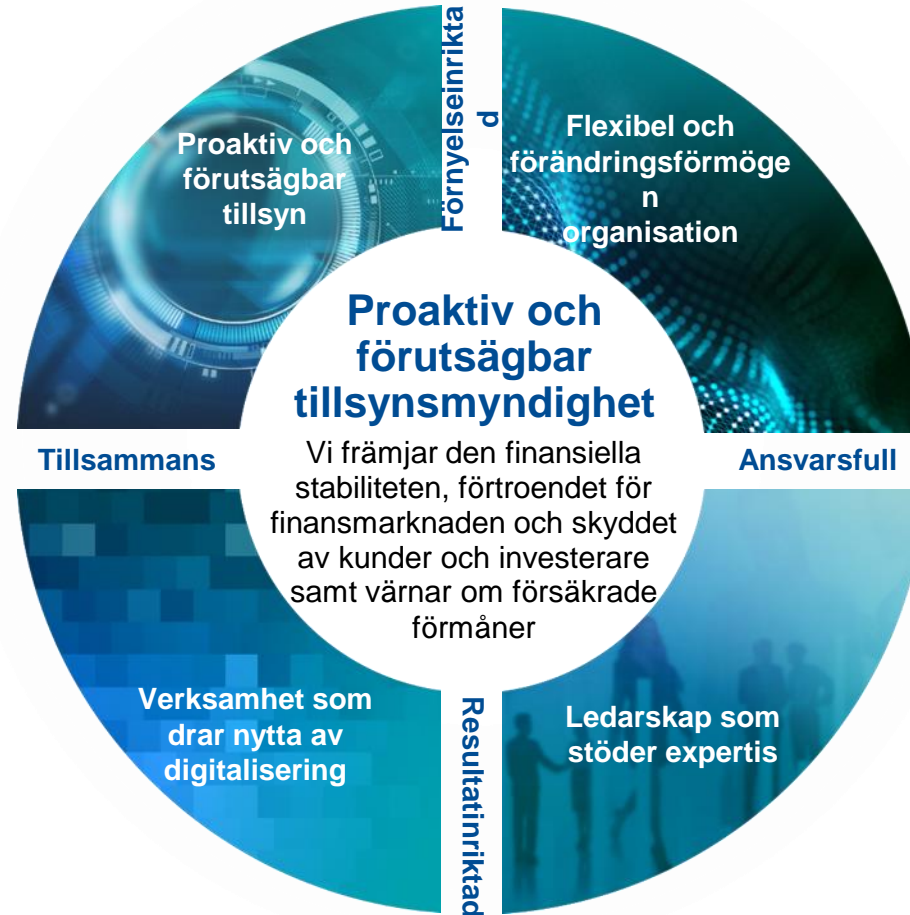 Förnyelseinrikta
d
Proaktiv och
förutsägbar
tillsyn
Flexibel och
förändringsförmöge
n
organisation
Proaktiv och
förutsägbar
tillsynsmyndighet
Vi främjar den finansiella
stabiliteten, förtroendet för
finansmarknaden och skyddet
av kunder och investerare
samt värnar om försäkrade
förmåner
Tillsammans
Ansvarsfull
Verksamhet som
drar nytta av
digitalisering
Resultatinriktad
Ledarskap som
stöder expertis